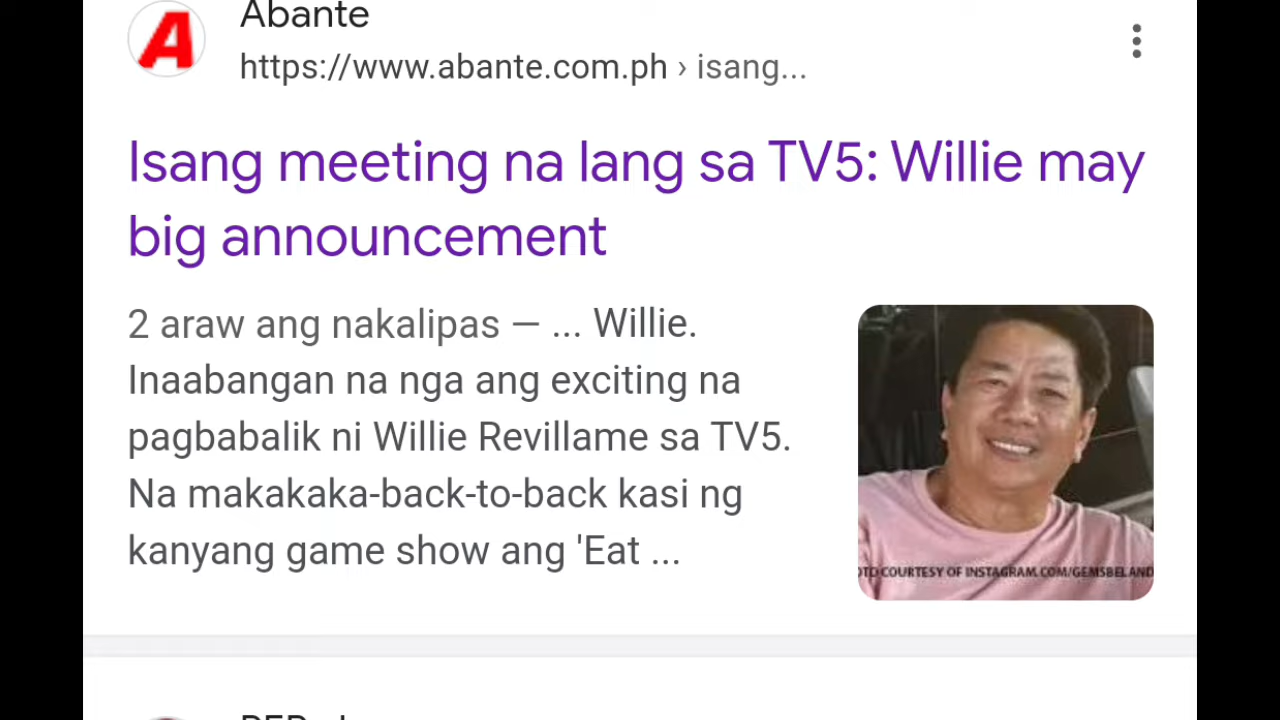 Abante
https://www.abante.com.ph › isang...
Isang meeting na lang sa TV5: Willie may
big announcement
2 araw ang nakalipas — ... Willie.
Inaabangan na nga ang exciting na
pagbabalik ni Willie Revillame sa TV5.
Na makakaka-back-to-back kasi ng
kanyang game show ang 'Eat ...
COURTESY OF INSTAGRAM.COM/GEMSBELAND